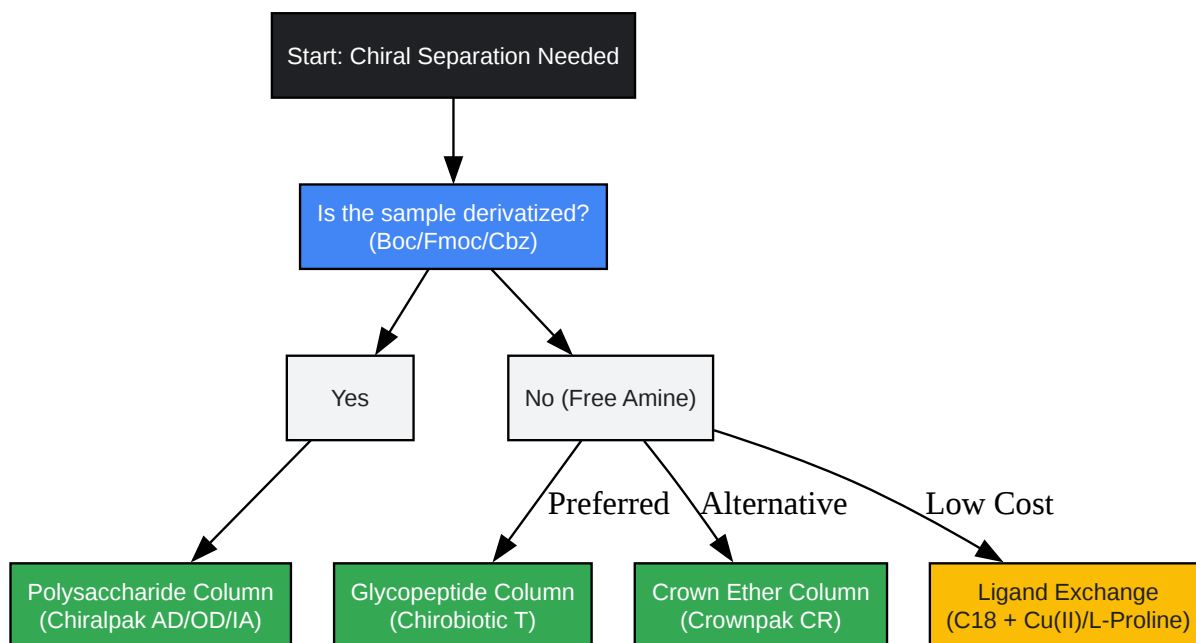 Start: Chiral Separation Needed
Is the sample derivatized?
(Boc/Fmoc/Cbz)
Yes
No (Free Amine)
Preferred
Alternative
Low Cost
Polysaccharide Column
(Chiralpak AD/OD/IA)
Glycopeptide Column
(Chirobiotic T)
Crown Ether Column
(Crownpak CR)
Ligand Exchange
(C18 + Cu(II)/L-Proline)